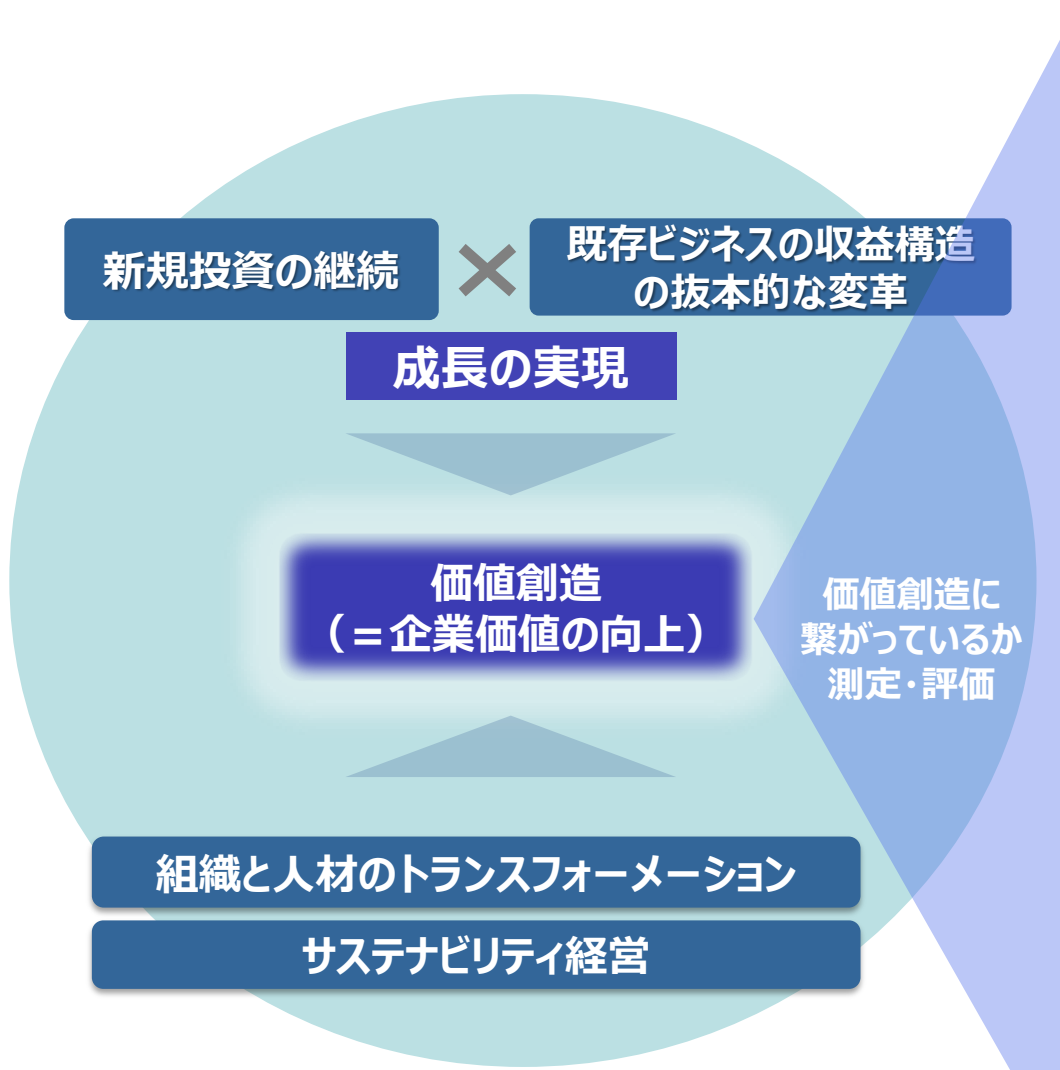 新規投資の継続
既存ビジネスの収益構造
の抜本的な変革
成長の実現
価値創造
（＝企業価値の向上）
価値創造に
繋がっているか
測定・評価
組織と人材のトランスフォーメーション
サステナビリティ経営